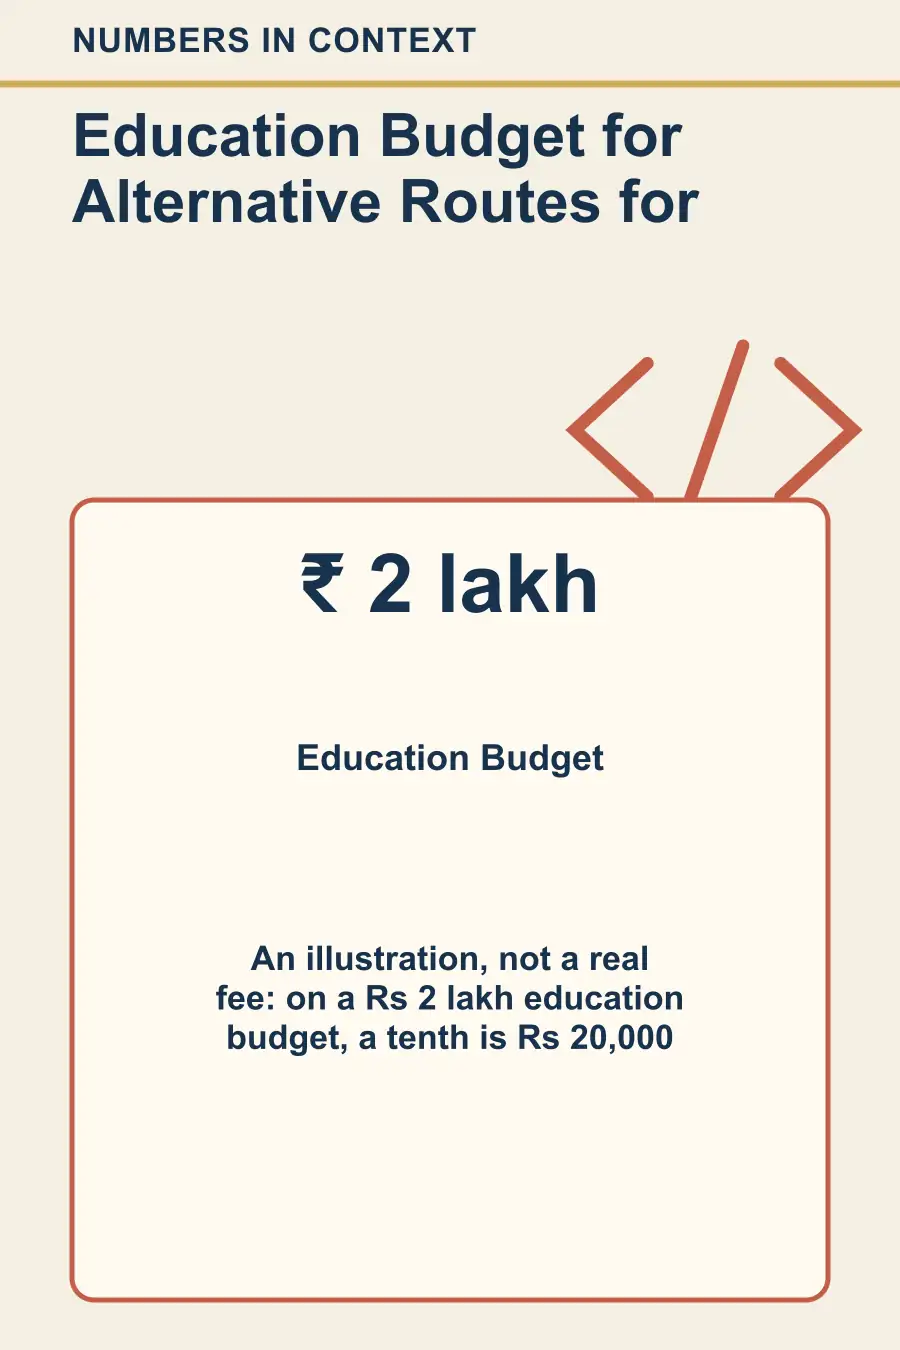 NUMBERS IN CONTEXT
Education Budget for
Alternative Routes for
₹ 2 lakh
Education Budget
An illustration, not a real
fee: on a Rs 2 lakh education
budget, a tenth is Rs 20,000